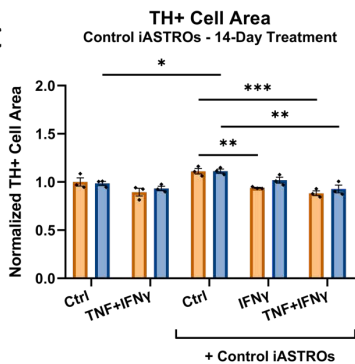 TH+ Cell Area
Control iASTROs - 14-Day Treatment
Normalized TH+ Cell Area
2.0
1.5
1.0
0.5
0.0
*
***
**
**
Ctrl
TNF+IFNγ
Ctrl
IFNγ
TNF+IFNγ
+ Control iASTROs